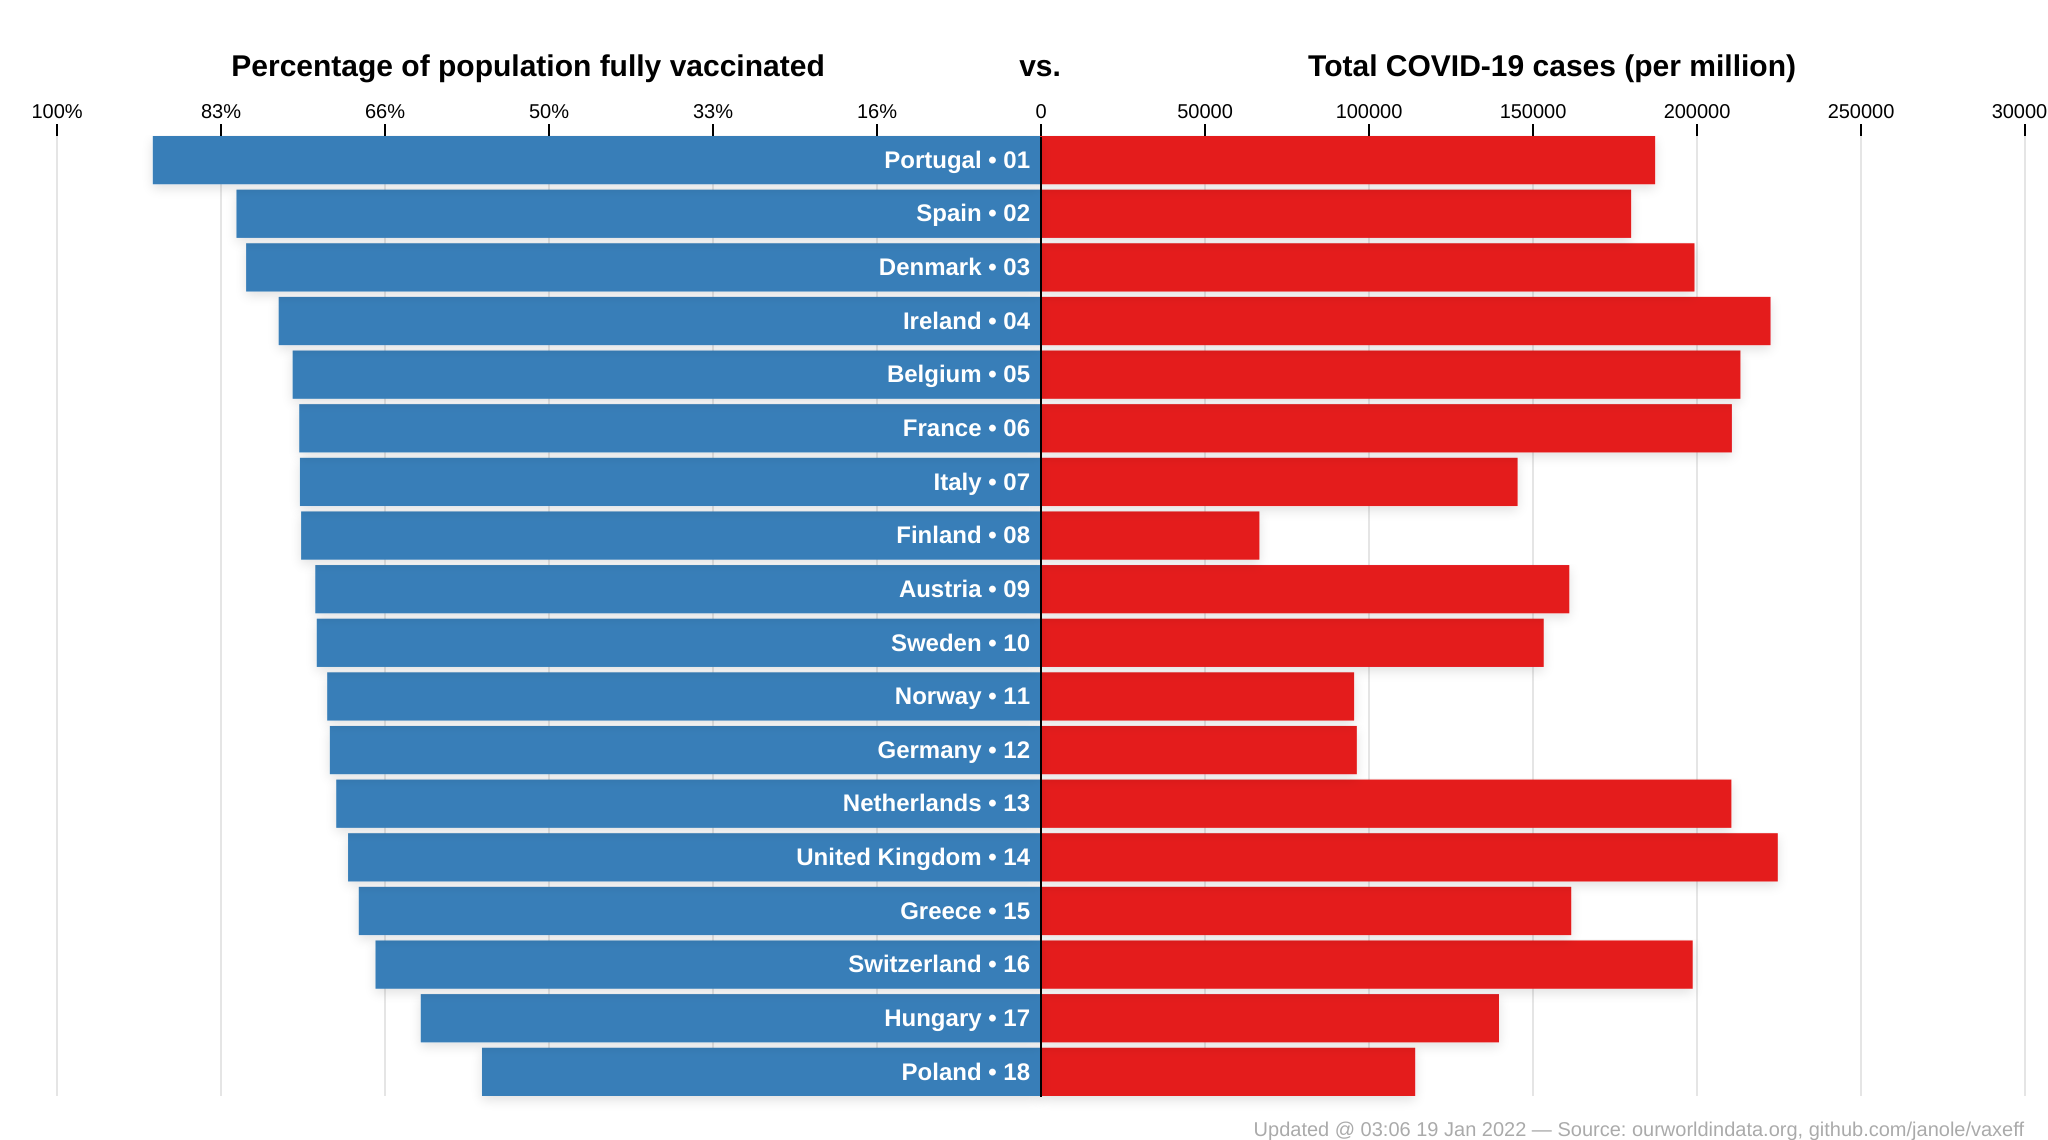 Percentage of population fully vaccinated vs. Total COVID-19 cases (per million)
100% 83% 66% 50% 33% 16% 0 50000 100000 150000 200000 250000 30000
Portugal • 01
Spain • 02
Denmark • 03
Ireland • 04
Belgium • 05
France • 06
Italy • 07
Finland • 08
Austria • 09
Sweden • 10
Norway • 11
Germany • 12
Netherlands • 13
United Kingdom • 14
Greece • 15
Switzerland • 16
Hungary • 17
Poland • 18
Updated @ 03:06 19 Jan 2022 — Source: ourworldindata.org, github.com/janole/vaxeff